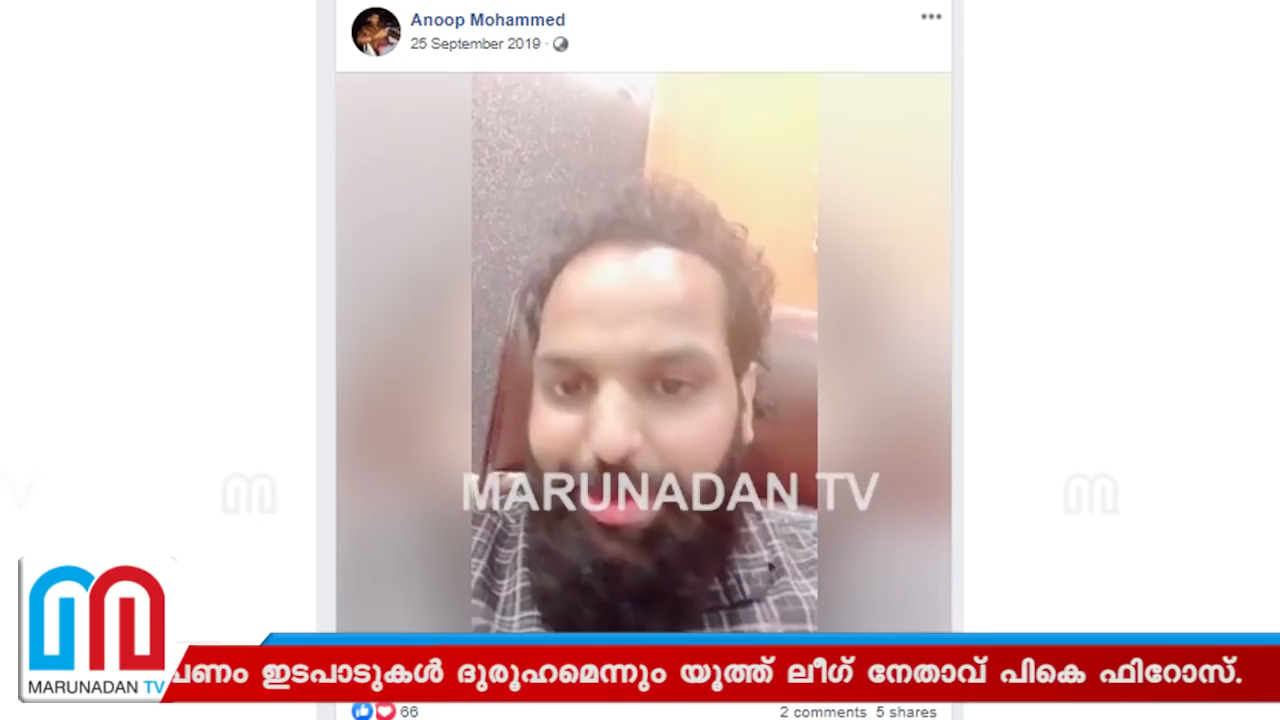 Anoop Mohammed
25 September 2019
MARUNADAN TV
MARUNADAN TV
പണം ഇടപാടുകൾ ദുരൂഹമെന്നും യൂത്ത് ലീഗ് നേതാവ് പികെ ഫിറോസ്.
66
2 comments 5 shares